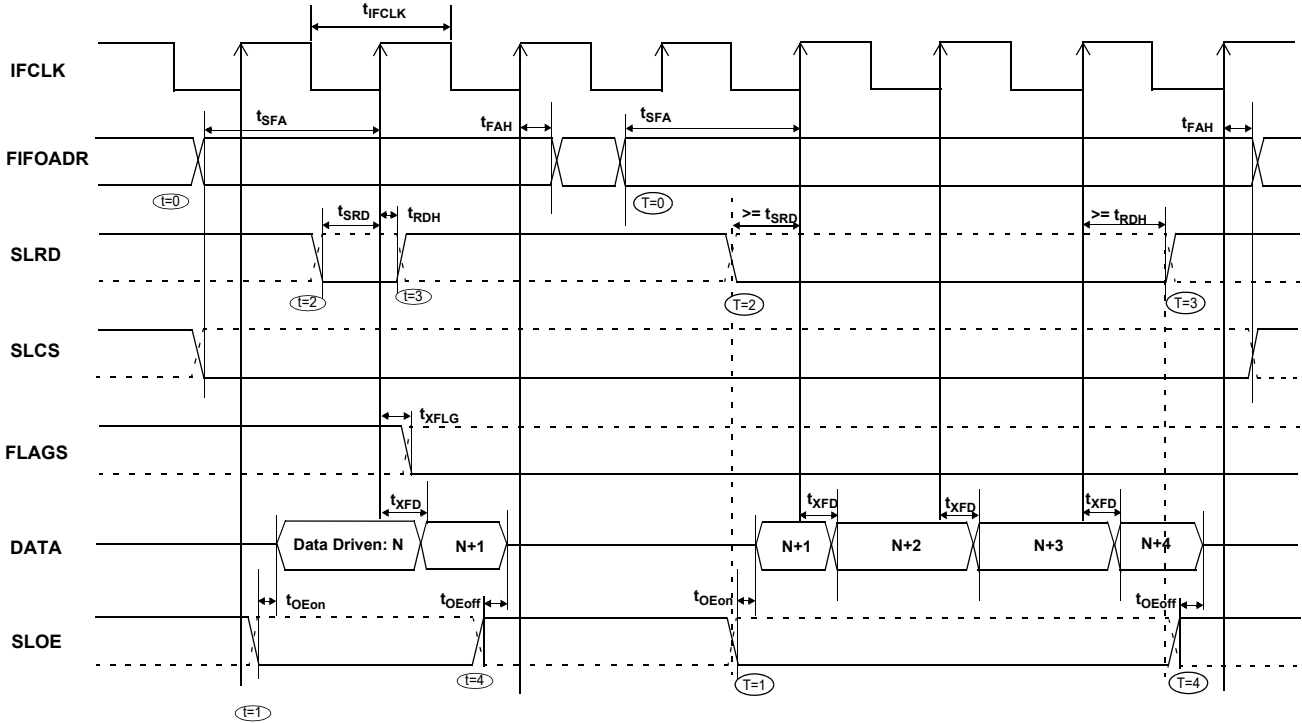 tIFCLK
IFCLK
tSFA
tFAH
tSFA
tFAH
FIFOADR
t=0
T=0
tSRD
tRDH
>= tSRD
>= tRDH
SLRD
t=2
t=3
T=2
T=3
SLCS
tXFLG
FLAGS
tXFD
tXFD
tXFD
tXFD
DATA
Data Driven: N
N+1
N+1
N+2
N+3
N+4
tOEon
tOEoff
tOEon
tOEoff
SLOE
t=4
T=1
T=4
t=1